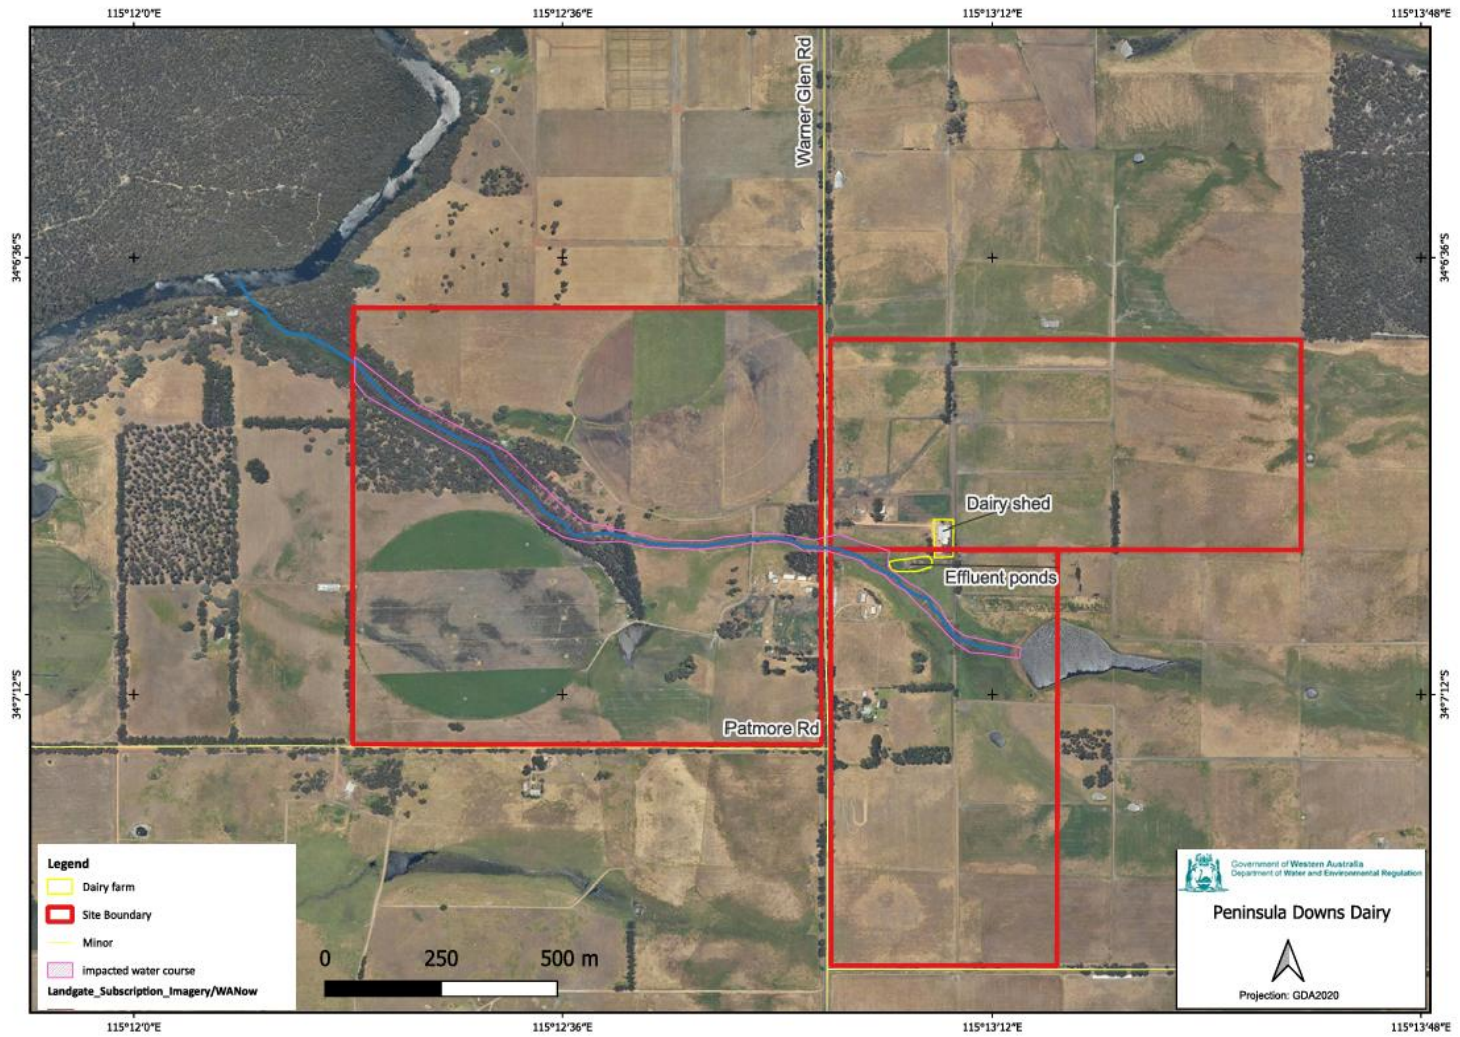 115°12′0″E
115°12′36″E
115°13′12″E
115°13′48″E
34°6′36″S
34°6′36″S
Warner Glen Rd
Dairy shed
Effluent ponds
Patmore Rd
34°7′12″S
34°7′12″S
Legend
Dairy farm
Site Boundary
Minor
impacted water course
Landgate_Subscription_Imagery/WANow
0 250 500 m
Government of Western Australia
Department of Water and Environmental Regulation
Peninsula Downs Dairy
Projection: GDA2020
115°12′0″E
115°12′36″E
115°13′12″E
115°13′48″E